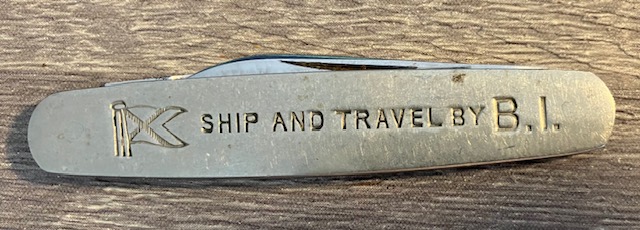 SHIP AND TRAVEL BY B.I.